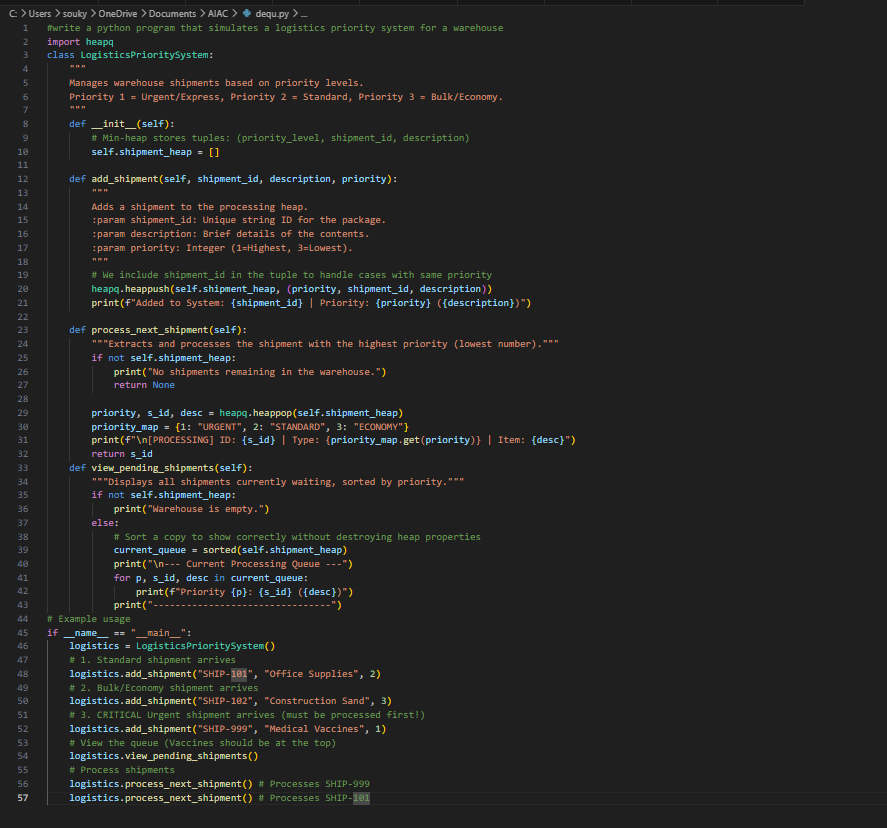 C: > Users > souky > OneDrive > Documents > AIAC > dequ.py > ...
1 #write a python program that simulates a logistics priority system for a warehouse
2 import heapq
3 class LogisticsPrioritySystem:
4     """
5     Manages warehouse shipments based on priority levels.
6     Priority 1 = Urgent/Express, Priority 2 = Standard, Priority 3 = Bulk/Economy.
7     """
8     def __init__(self):
9         # Min-heap stores tuples: (priority_level, shipment_id, description)
10         self.shipment_heap = []
11
12     def add_shipment(self, shipment_id, description, priority):
13         """
14         Adds a shipment to the processing heap.
15         :param shipment_id: Unique string ID for the package.
16         :param description: Brief details of the contents.
17         :param priority: Integer (1=Highest, 3=Lowest).
18         """
19         # We include shipment_id in the tuple to handle cases with same priority
20         heapq.heappush(self.shipment_heap, (priority, shipment_id, description))
21         print(f"Added to System: {shipment_id} | Priority: {priority} ({description})")
22
23     def process_next_shipment(self):
24         """Extracts and processes the shipment with the highest priority (lowest number)."""
25         if not self.shipment_heap:
26             print("No shipments remaining in the warehouse.")
27             return None
28
29         priority, s_id, desc = heapq.heappop(self.shipment_heap)
30         priority_map = {1: "URGENT", 2: "STANDARD", 3: "ECONOMY"}
31         print(f"\n[PROCESSING] ID: {s_id} | Type: {priority_map.get(priority)} | Item: {desc}")
32         return s_id
33     def view_pending_shipments(self):
34         """Displays all shipments currently waiting, sorted by priority."""
35         if not self.shipment_heap:
36             print("Warehouse is empty.")
37         else:
38             # Sort a copy to show correctly without destroying heap properties
39             current_queue = sorted(self.shipment_heap)
40             print("\n--- Current Processing Queue ---")
41             for p, s_id, desc in current_queue:
42                 print(f"Priority {p}: {s_id} ({desc})")
43             print("------------------------------")
44 # Example usage
45 if __name__ == "__main__":
46     logistics = LogisticsPrioritySystem()
47     # 1. Standard shipment arrives
48     logistics.add_shipment("SHIP-101", "Office Supplies", 2)
49     # 2. Bulk/Economy shipment arrives
50     logistics.add_shipment("SHIP-102", "Construction Sand", 3)
51     # 3. CRITICAL Urgent shipment arrives (must be processed first!)
52     logistics.add_shipment("SHIP-999", "Medical Vaccines", 1)
53     # View the queue (Vaccines should be at the top)
54     logistics.view_pending_shipments()
55     # Process shipments
56     logistics.process_next_shipment() # Processes SHIP-999
57     logistics.process_next_shipment() # Processes SHIP-101